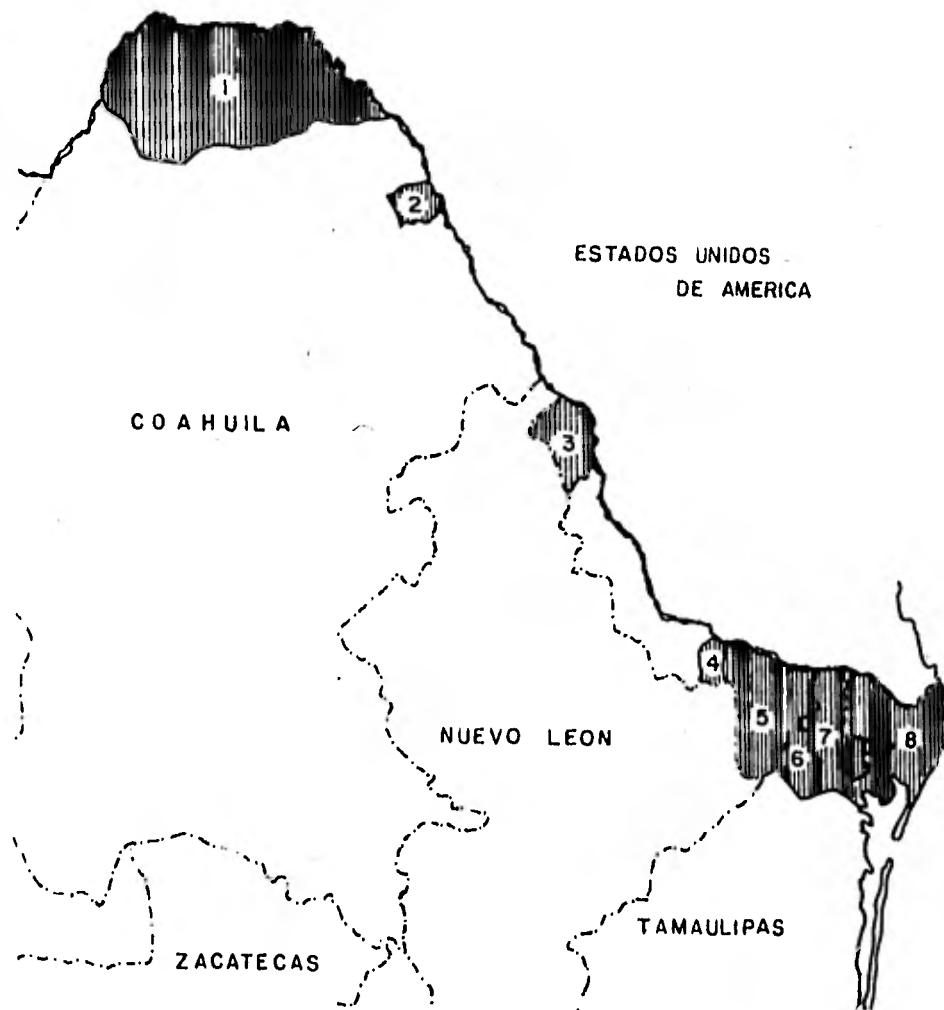 1
2
ESTADOS UNIDOS
DE AMERICA
COAHUILA
3
4
5
NUEVO LEON
6
7
8
TAMAULIPAS
ZACATECAS